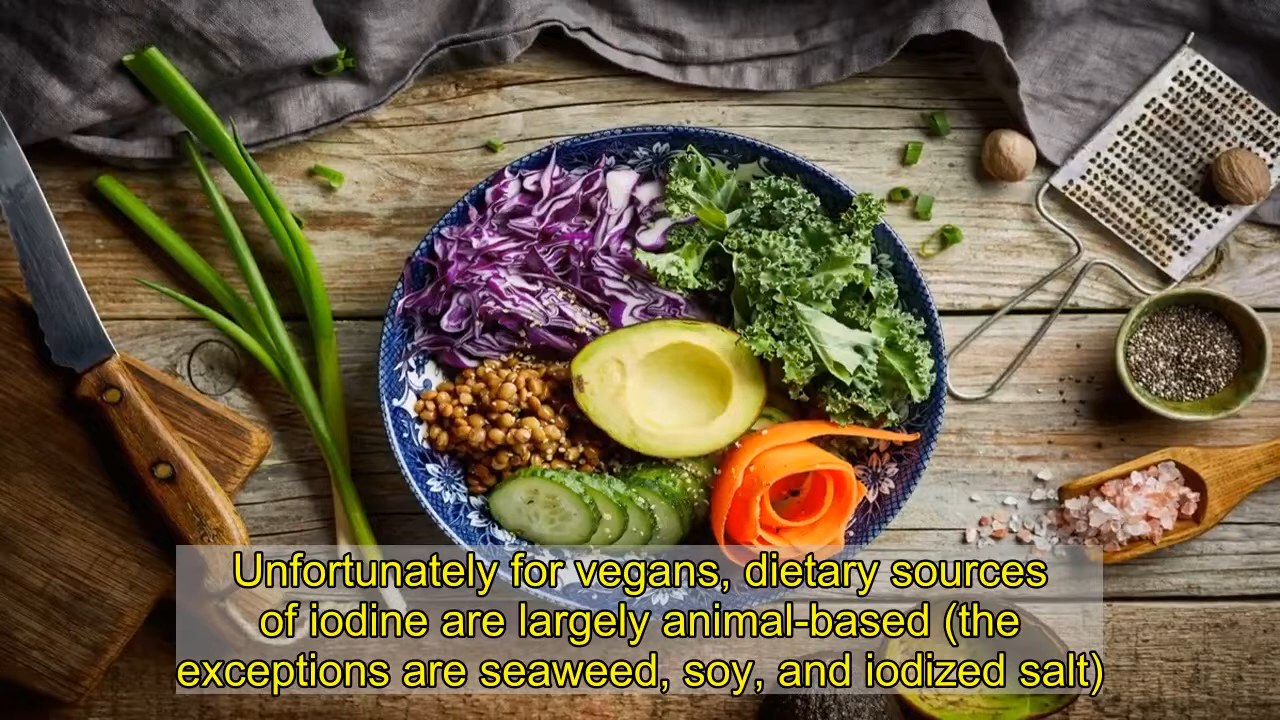 Unfortunately for vegans, dietary sources
of iodine are largely animal-based (the
exceptions are seaweed, soy, and iodized salt)